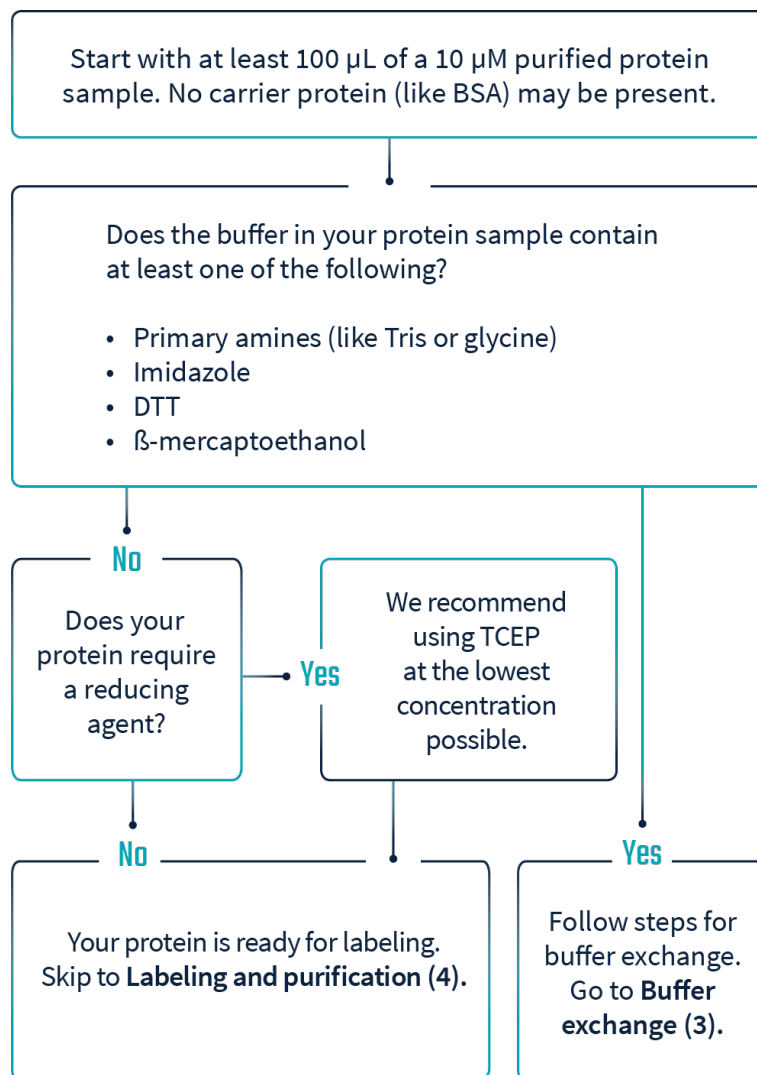 Start with at least 100 µL of a 10 µM purified protein
sample. No carrier protein (like BSA) may be present.
Does the buffer in your protein sample contain
at least one of the following?
• Primary amines (like Tris or glycine)
• Imidazole
• DTT
• ß-mercaptoethanol
No
Does your
protein require
a reducing
agent?
Yes
We recommend
using TCEP
at the lowest
concentration
possible.
No
Your protein is ready for labeling.
Skip to Labeling and purification (4).
Yes
Follow steps for
buffer exchange.
Go to Buffer
exchange (3).